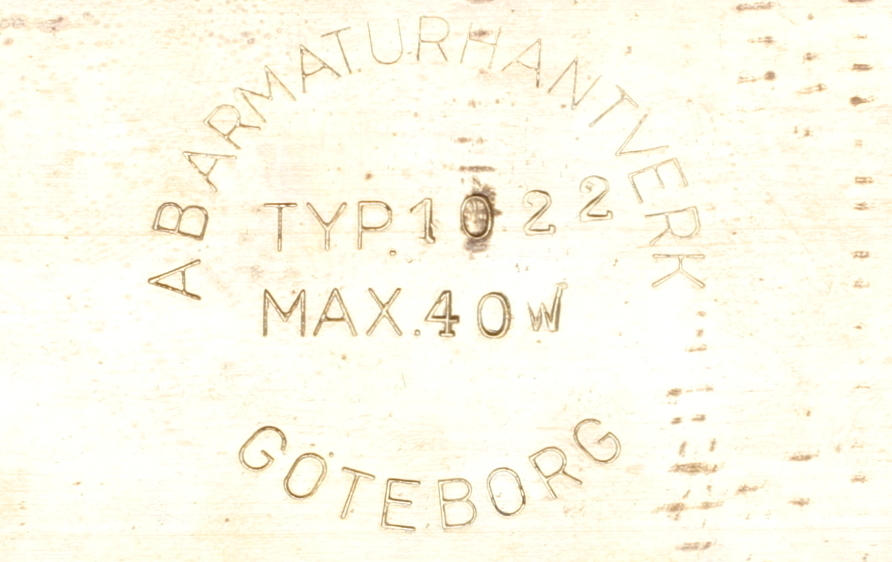 AB ARMATURHANTVERK
TYP. 1022
MAX. 40W
GÖTEBORG